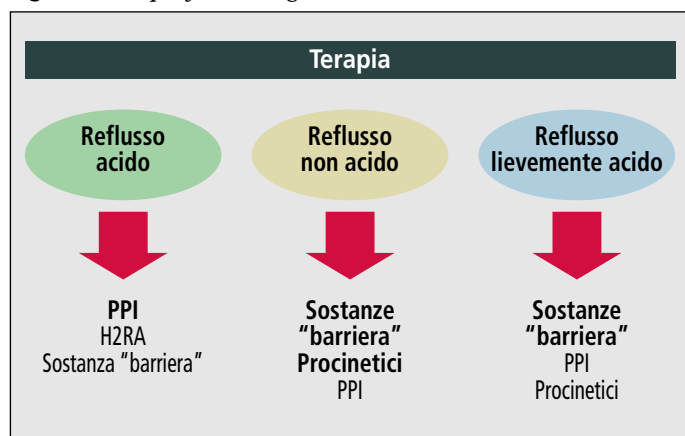 Terapia
Reflusso
acido
Reflusso
non acido
Reflusso
lievemente acido
PPI
H2RA
Sostanza “barriera”
Sostanze
“barriera”
Procinetici
PPI
Sostanze
“barriera”
PPI
Procinetici